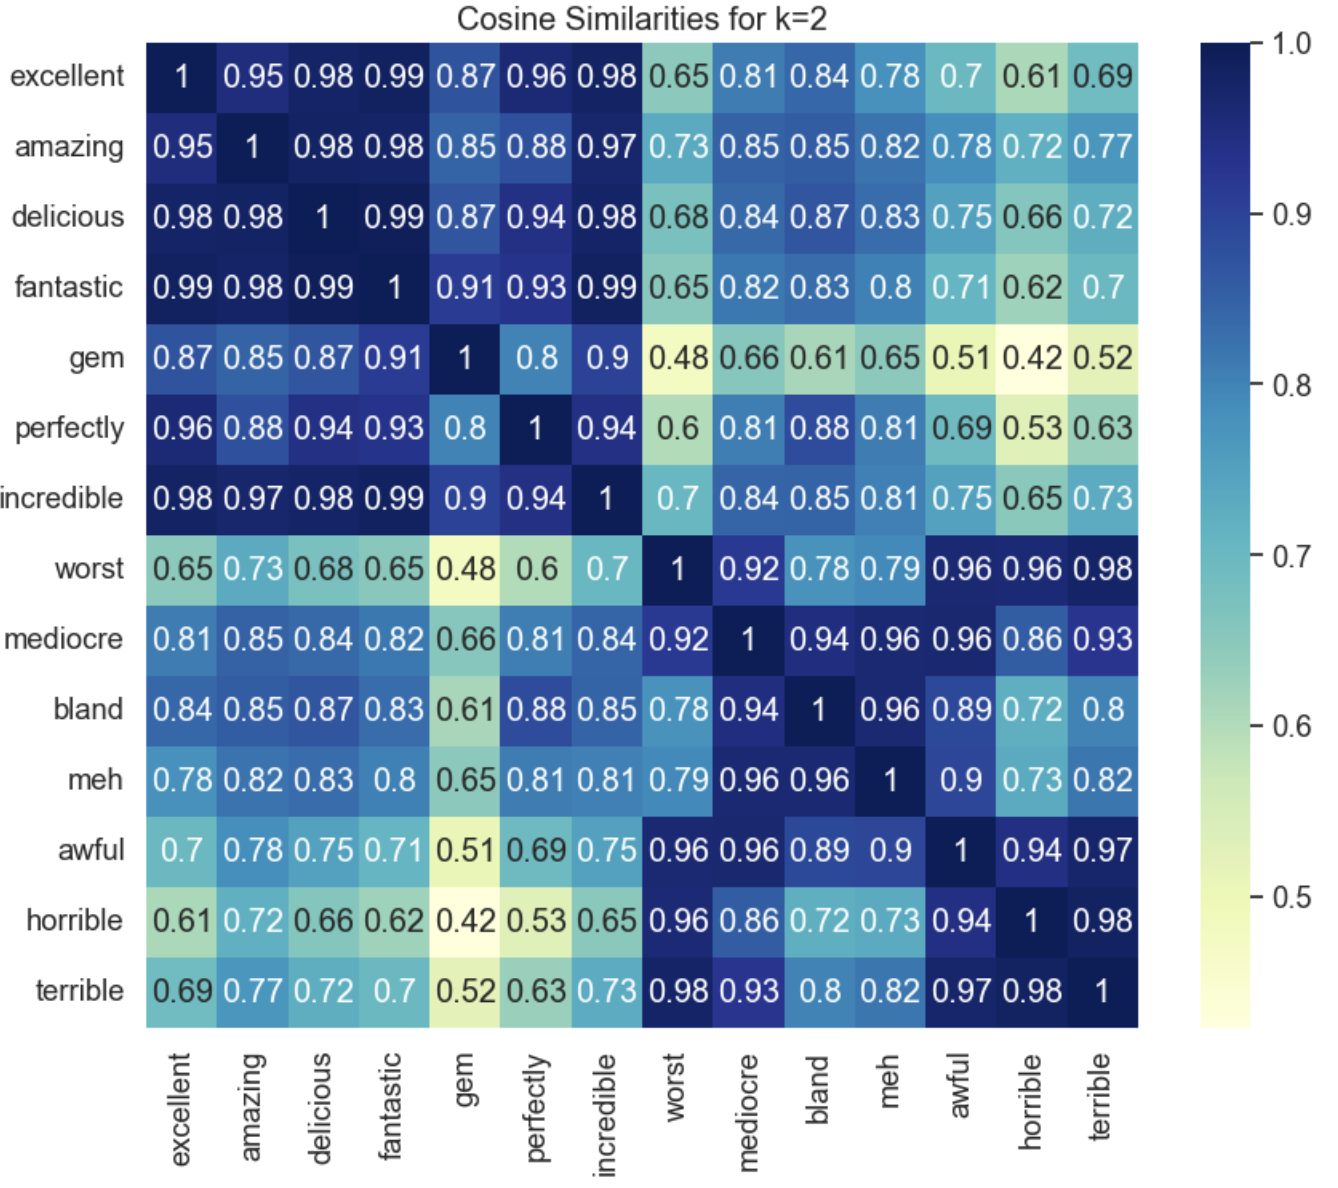 Cosine Similarities for k=2
excellent 1 0.95 0.98 0.99 0.87 0.96 0.98 0.65 0.81 0.84 0.78 0.7 0.61 0.69
amazing 0.95 1 0.98 0.98 0.85 0.88 0.97 0.73 0.85 0.85 0.82 0.78 0.72 0.77
delicious 0.98 0.98 1 0.99 0.87 0.94 0.98 0.68 0.84 0.87 0.83 0.75 0.66 0.72
fantastic 0.99 0.98 0.99 1 0.91 0.93 0.99 0.65 0.82 0.83 0.8 0.71 0.62 0.7
gem 0.87 0.85 0.87 0.91 1 0.8 0.9 0.48 0.66 0.61 0.65 0.51 0.42 0.52
perfectly 0.96 0.88 0.94 0.93 0.8 1 0.94 0.6 0.81 0.88 0.81 0.69 0.53 0.63
incredible 0.98 0.97 0.98 0.99 0.9 0.94 1 0.7 0.84 0.85 0.81 0.75 0.65 0.73
worst 0.65 0.73 0.68 0.65 0.48 0.6 0.7 1 0.92 0.78 0.79 0.96 0.96 0.98
mediocre 0.81 0.85 0.84 0.82 0.66 0.81 0.84 0.92 1 0.94 0.96 0.96 0.86 0.93
bland 0.84 0.85 0.87 0.83 0.61 0.88 0.85 0.78 0.94 1 0.96 0.89 0.72 0.8
meh 0.78 0.82 0.83 0.8 0.65 0.81 0.81 0.79 0.96 0.96 1 0.9 0.73 0.82
awful 0.7 0.78 0.75 0.71 0.51 0.69 0.75 0.96 0.96 0.89 0.9 1 0.94 0.97
horrible 0.61 0.72 0.66 0.62 0.42 0.53 0.65 0.96 0.86 0.72 0.73 0.94 1 0.98
terrible 0.69 0.77 0.72 0.7 0.52 0.63 0.73 0.98 0.93 0.8 0.82 0.97 0.98 1
excellent amazing delicious fantastic gem perfectly incredible worst mediocre bland meh awful horrible terrible
1.0
0.9
0.8
0.7
0.6
0.5